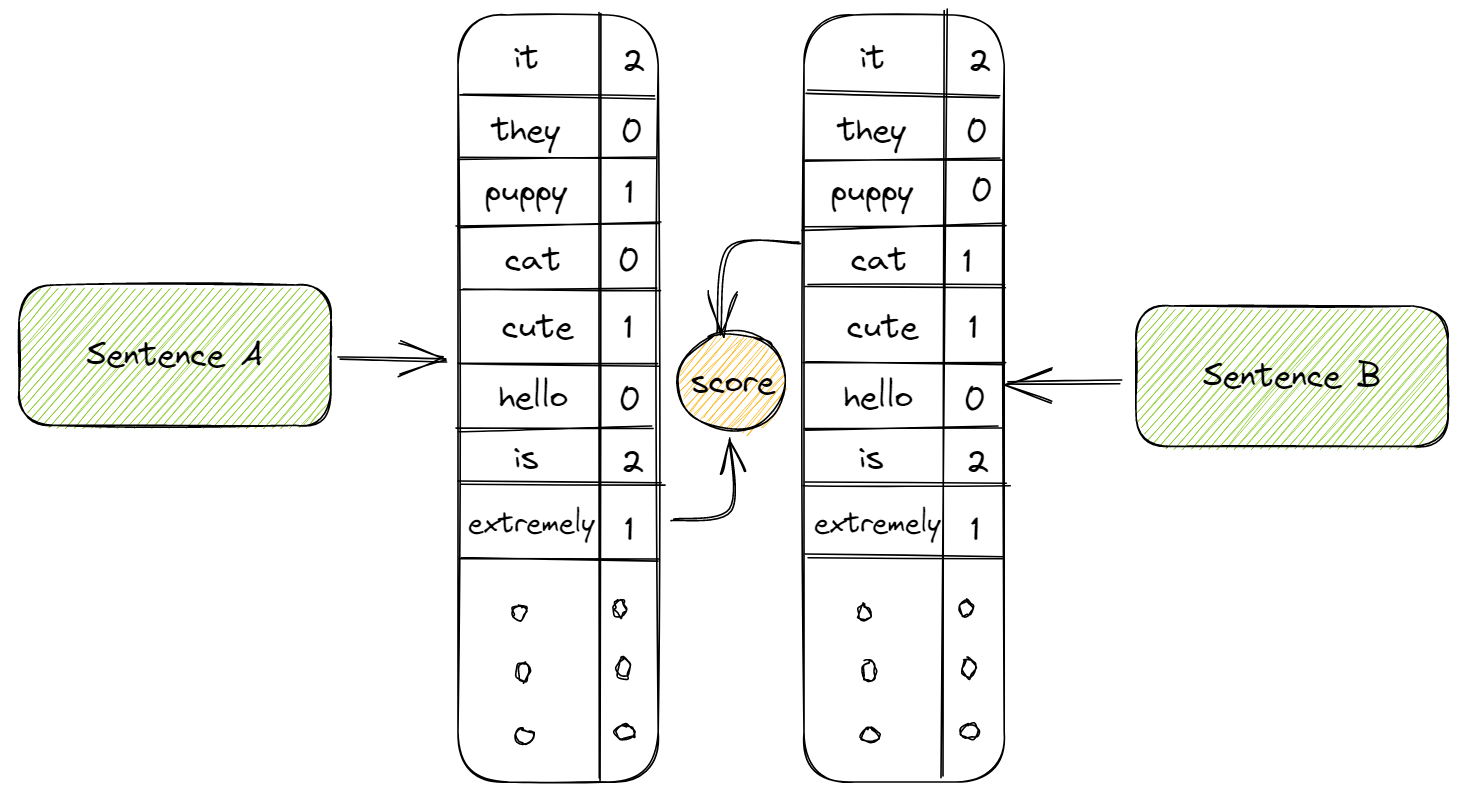 Sentence A
it 2
they 0
puppy 1
cat 0
cute 1
hello 0
is 2
extremely 1
score
it 2
they 0
puppy 0
cat 1
cute 1
hello 0
is 2
extremely 1
Sentence B